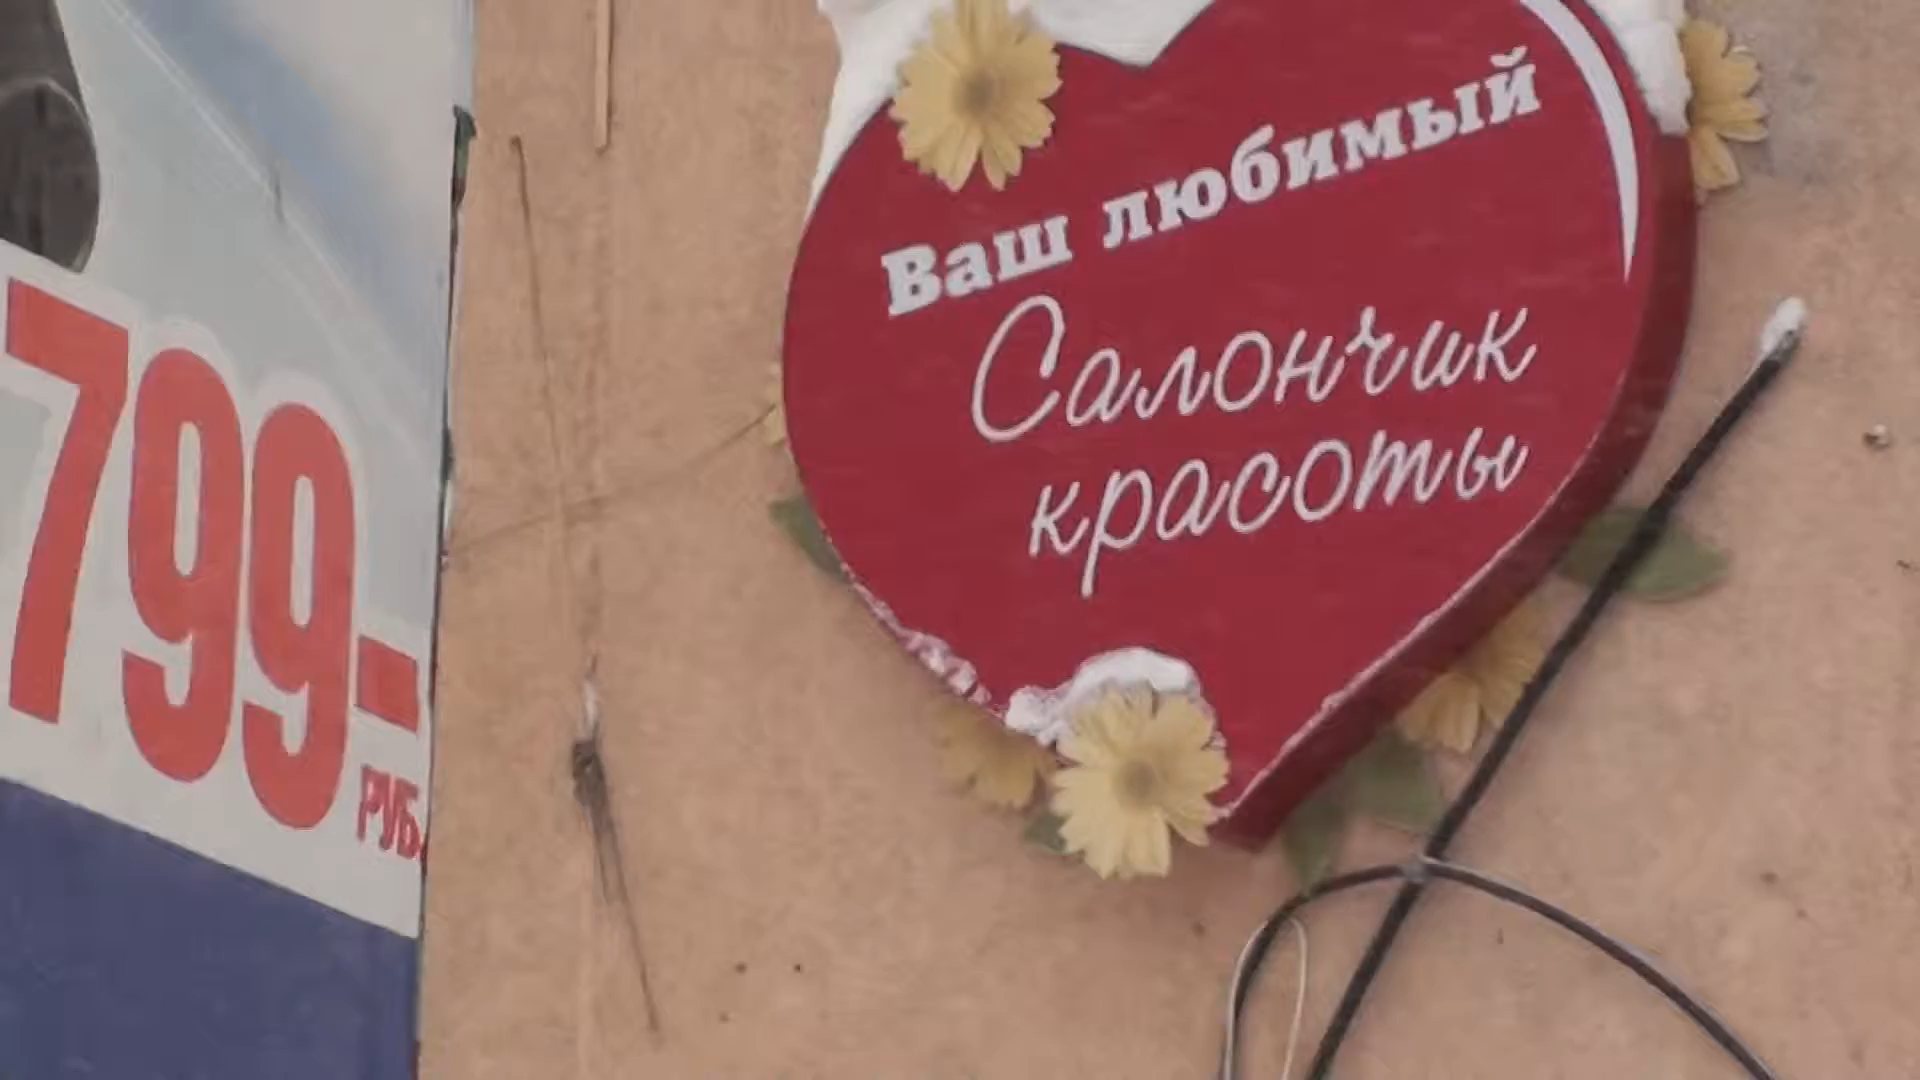 799-
РУБ.
Ваш любимый
Салончик
красоты